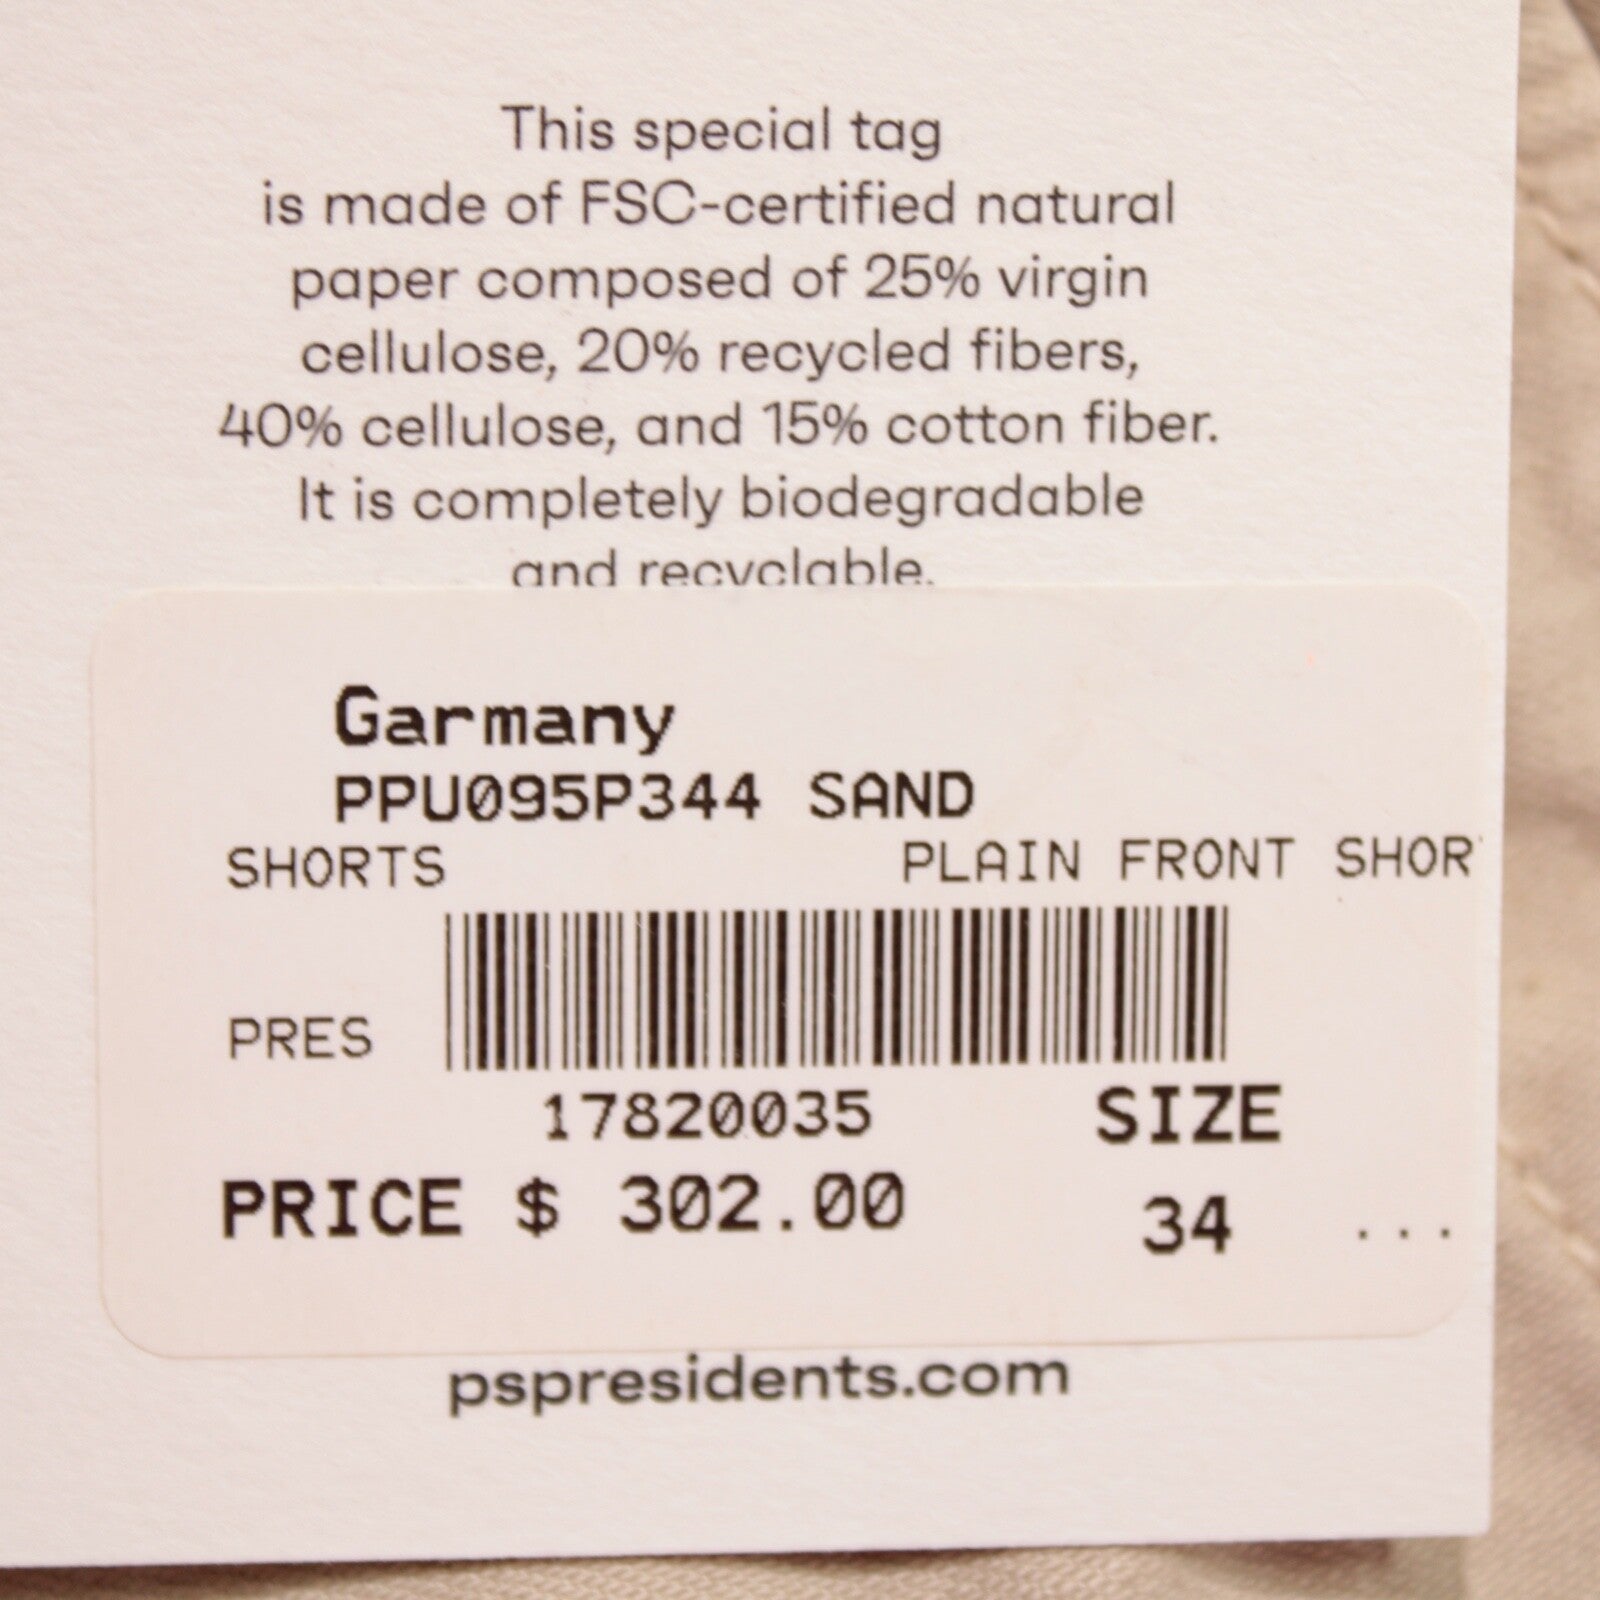 This special tag
is made of FSC-certified natural
paper composed of 25% virgin
cellulose, 20% recycled fibers,
40% cellulose, and 15% cotton fiber.
It is completely biodegradable
and recyclable.
Garmany
PPU095P344 SAND
SHORTS PLAIN FRONT SHOR
PRES
17820035 SIZE
PRICE $ 302.00 34 ...
pspresidents.com